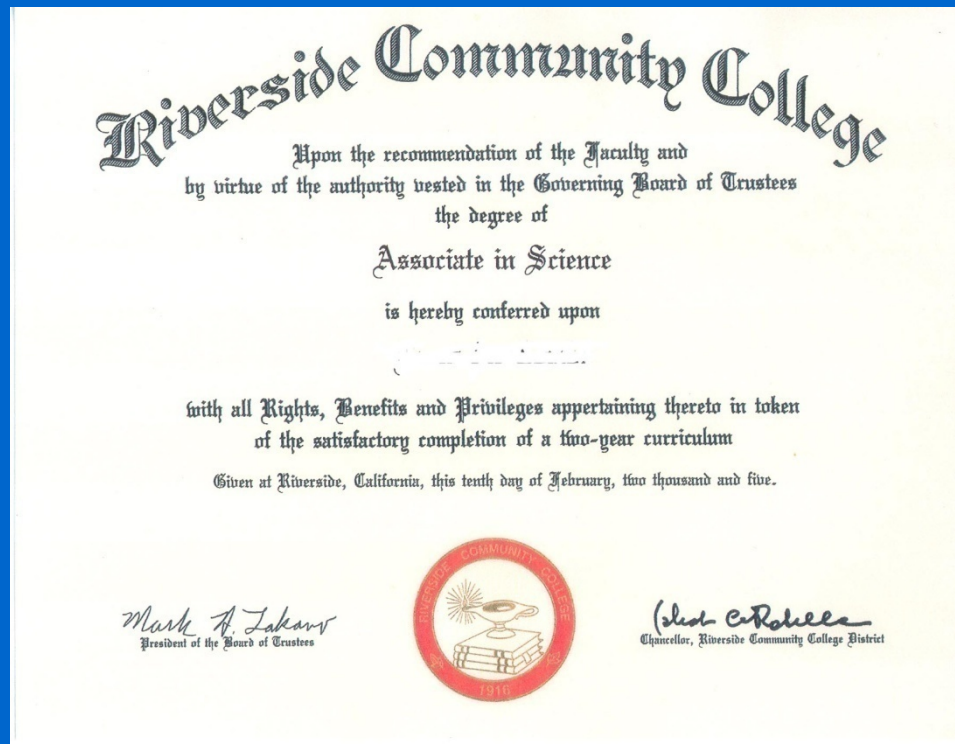 Riverside Community College
Upon the recommendation of the Faculty and
by virtue of the authority vested in the Governing Board of Trustees
the degree of
Associate in Science
is hereby conferred upon
with all Rights, Benefits and Privileges appertaining thereto in token
of the satisfactory completion of a two-year curriculum
Given at Riverside, California, this tenth day of February, two thousand and five.
Mark A. Takano
President of the Board of Trustees
RIVERSIDE COMMUNITY COLLEGE
1916
Chancellor, Riverside Community College District